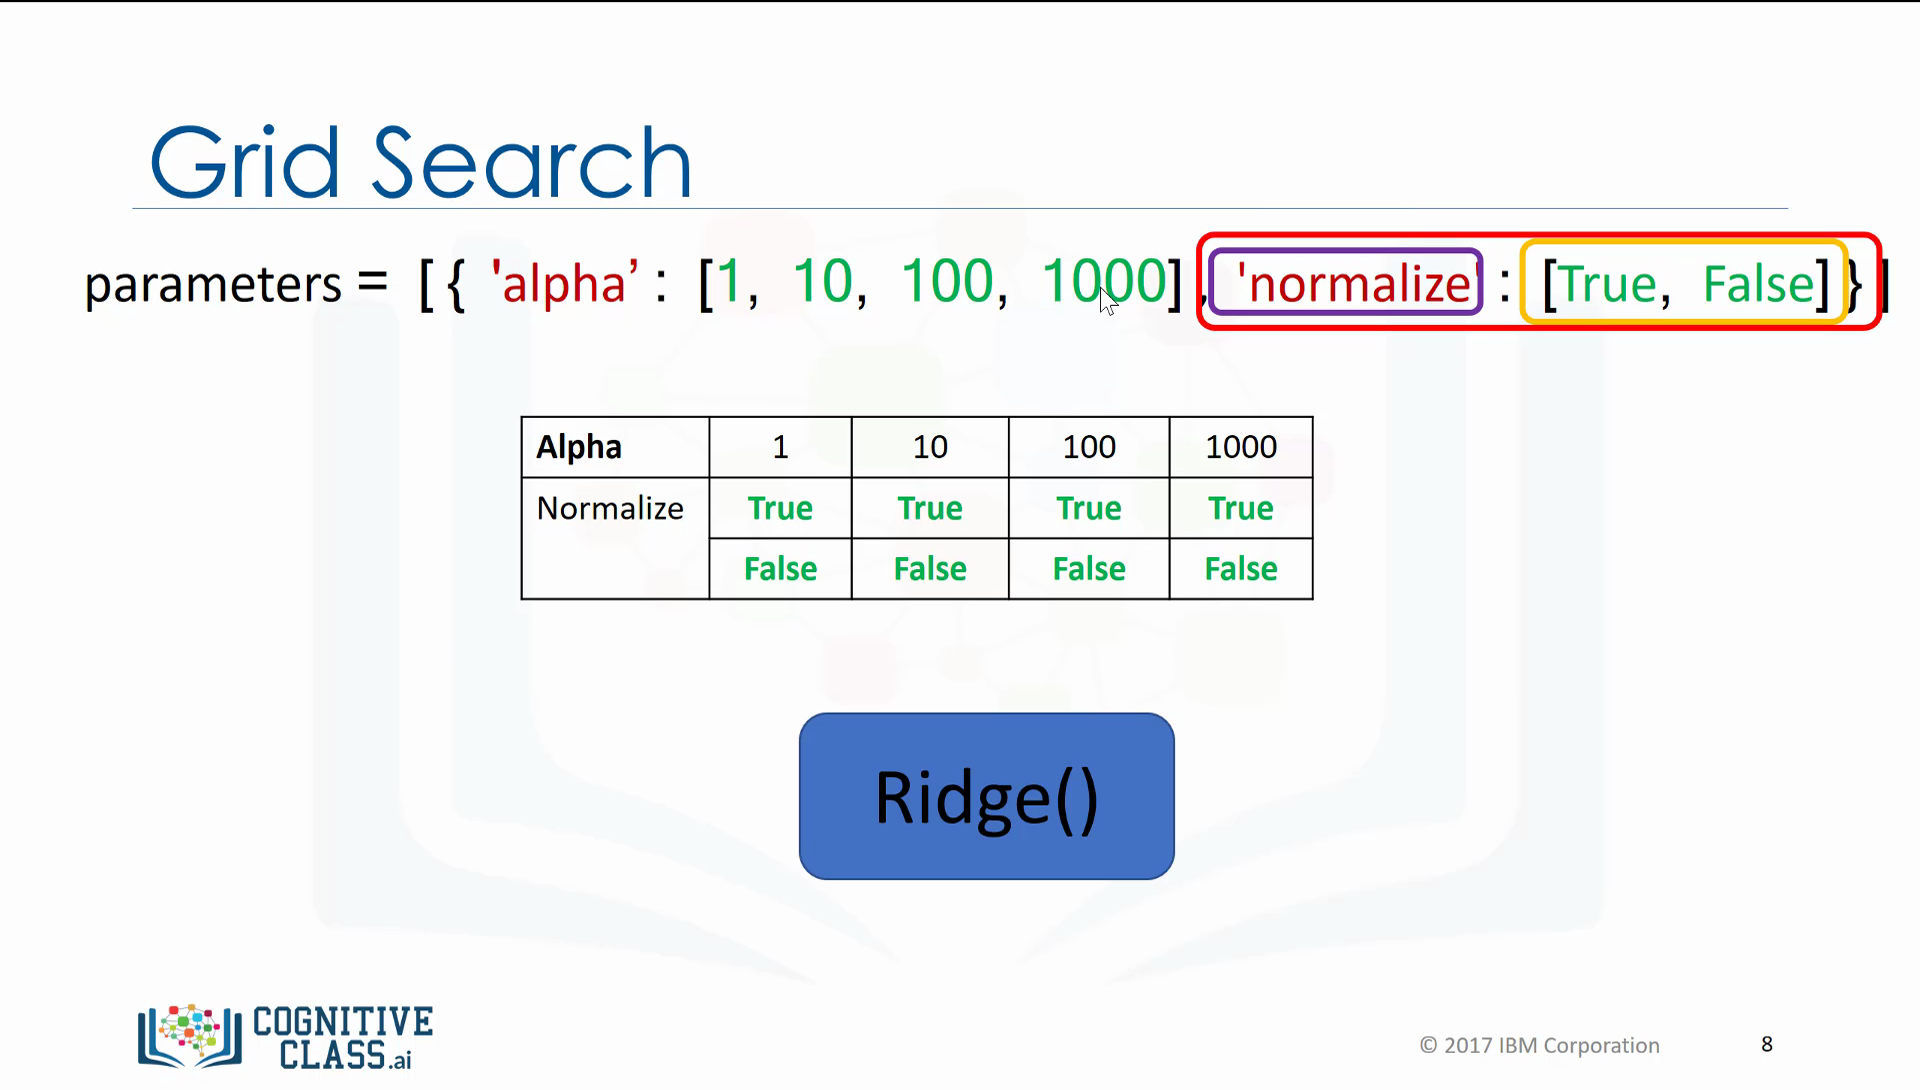 Grid Search
parameters = [ { 'alpha’ : [1, 10, 100, 1000] , 'normalize' : [True, False] } ]
Alpha 1 10 100 1000
Normalize True True True True
False False False False
Ridge()
COGNITIVE
CLASS.ai
© 2017 IBM Corporation 8